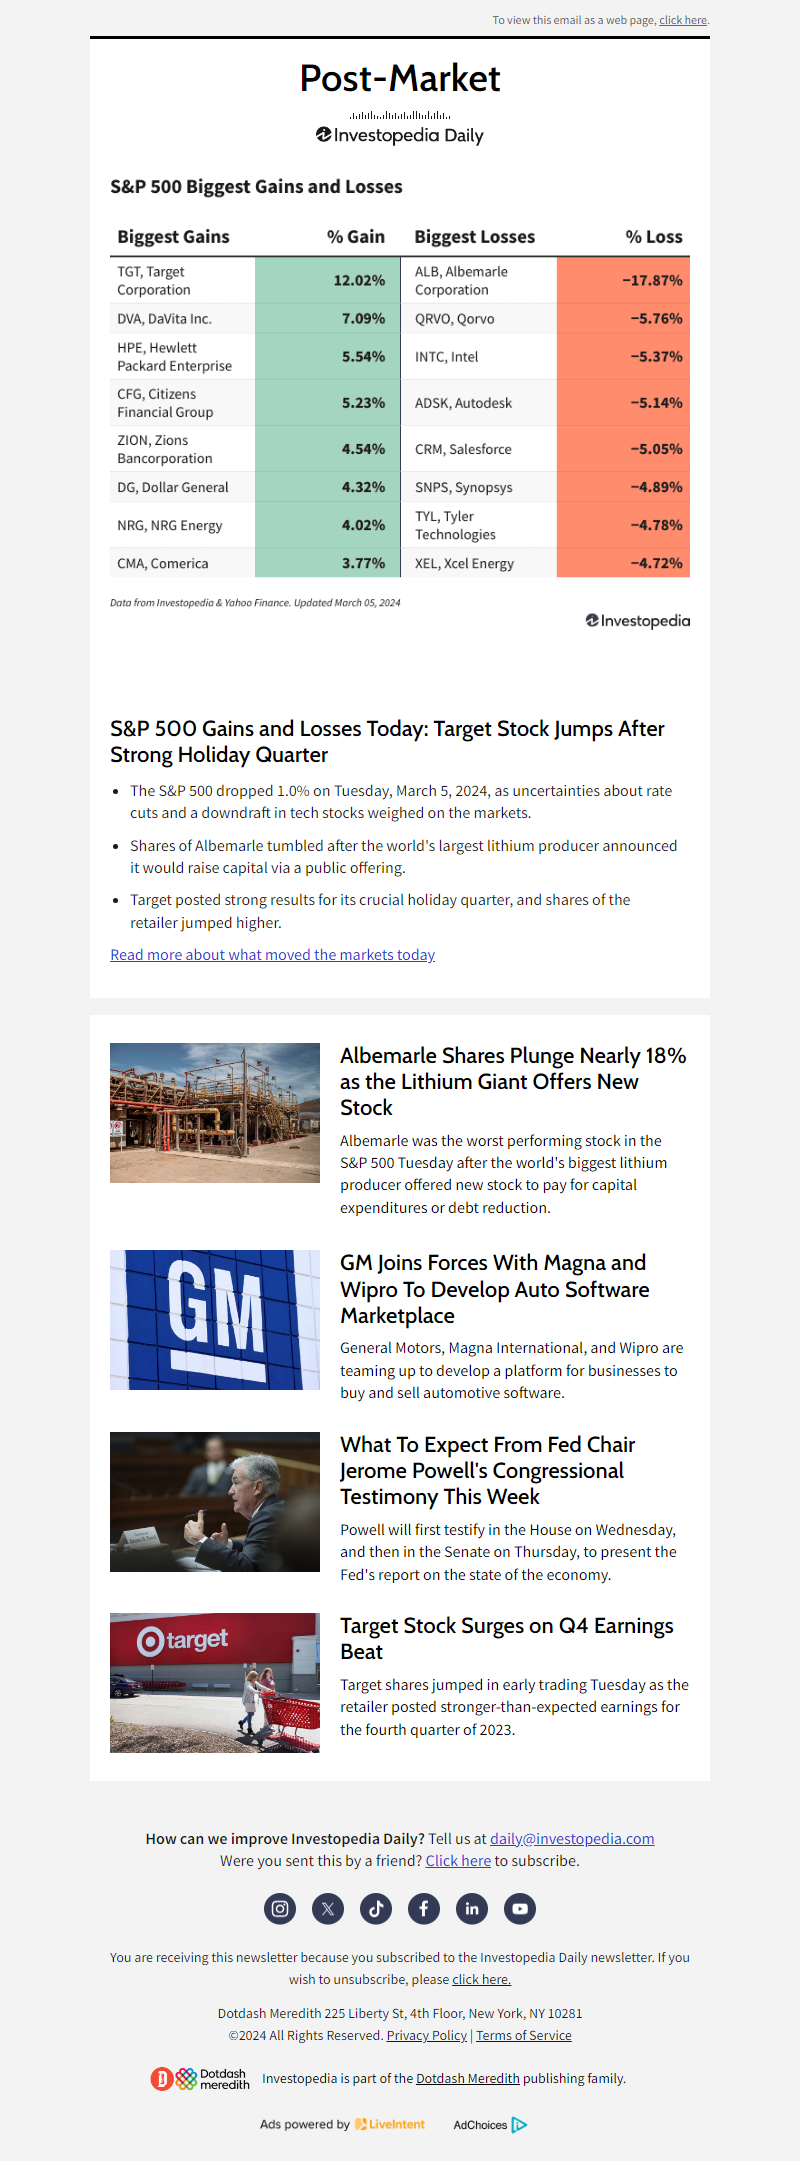 To view this email as a web page, click here.
Post-Market
Investopedia Daily
S&P 500 Biggest Gains and Losses
Biggest Gains % Gain Biggest Losses % Loss
TGT, Target Corporation 12.02% ALB, Albemarle Corporation −17.87%
DVA, DaVita Inc. 7.09% QRVO, Qorvo −5.76%
HPE, Hewlett Packard Enterprise 5.54% INTC, Intel −5.37%
CFG, Citizens Financial Group 5.23% ADSK, Autodesk −5.14%
ZION, Zions Bancorporation 4.54% CRM, Salesforce −5.05%
DG, Dollar General 4.32% SNPS, Synopsys −4.89%
NRG, NRG Energy 4.02% TYL, Tyler Technologies −4.78%
CMA, Comerica 3.77% XEL, Xcel Energy −4.72%
Data from Investopedia & Yahoo Finance. Updated March 05, 2024
Investopedia
S&P 500 Gains and Losses Today: Target Stock Jumps After
Strong Holiday Quarter
• The S&P 500 dropped 1.0% on Tuesday, March 5, 2024, as uncertainties about rate
cuts and a downdraft in tech stocks weighed on the markets.
• Shares of Albemarle tumbled after the world's largest lithium producer announced
it would raise capital via a public offering.
• Target posted strong results for its crucial holiday quarter, and shares of the
retailer jumped higher.
Read more about what moved the markets today
Albemarle Shares Plunge Nearly 18%
as the Lithium Giant Offers New
Stock
Albemarle was the worst performing stock in the
S&P 500 Tuesday after the world's biggest lithium
producer offered new stock to pay for capital
expenditures or debt reduction.
GM
GM Joins Forces With Magna and
Wipro To Develop Auto Software
Marketplace
General Motors, Magna International, and Wipro are
teaming up to develop a platform for businesses to
buy and sell automotive software.
What To Expect From Fed Chair
Jerome Powell's Congressional
Testimony This Week
Powell will first testify in the House on Wednesday,
and then in the Senate on Thursday, to present the
Fed's report on the state of the economy.
target
Target Stock Surges on Q4 Earnings
Beat
Target shares jumped in early trading Tuesday as the
retailer posted stronger-than-expected earnings for
the fourth quarter of 2023.
How can we improve Investopedia Daily? Tell us at daily@investopedia.com
Were you sent this by a friend? Click here to subscribe.
You are receiving this newsletter because you subscribed to the Investopedia Daily newsletter. If you
wish to unsubscribe, please click here.
Dotdash Meredith 225 Liberty St, 4th Floor, New York, NY 10281
©2024 All Rights Reserved. Privacy Policy | Terms of Service
Dotdash
meredith
Investopedia is part of the Dotdash Meredith publishing family.
Ads powered by LiveIntent AdChoices